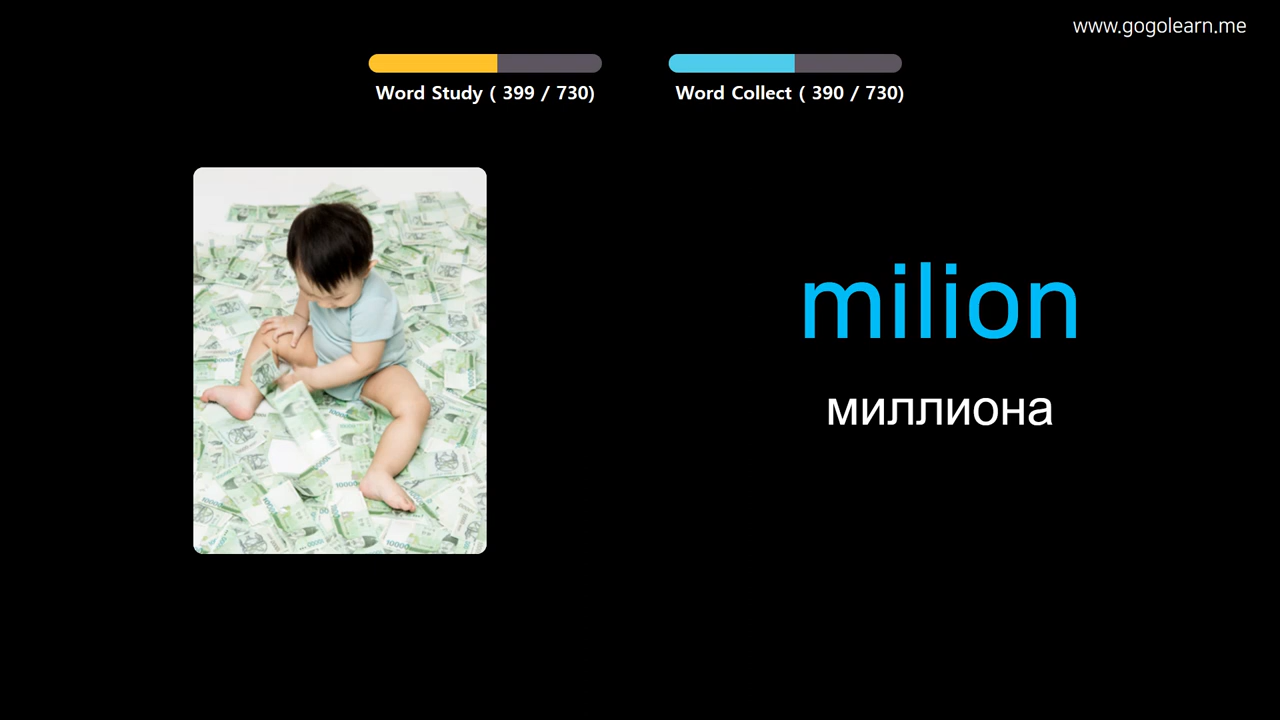 www.gogolearn.me
Word Study ( 399 / 730)
Word Collect ( 390 / 730)
milion
миллиона